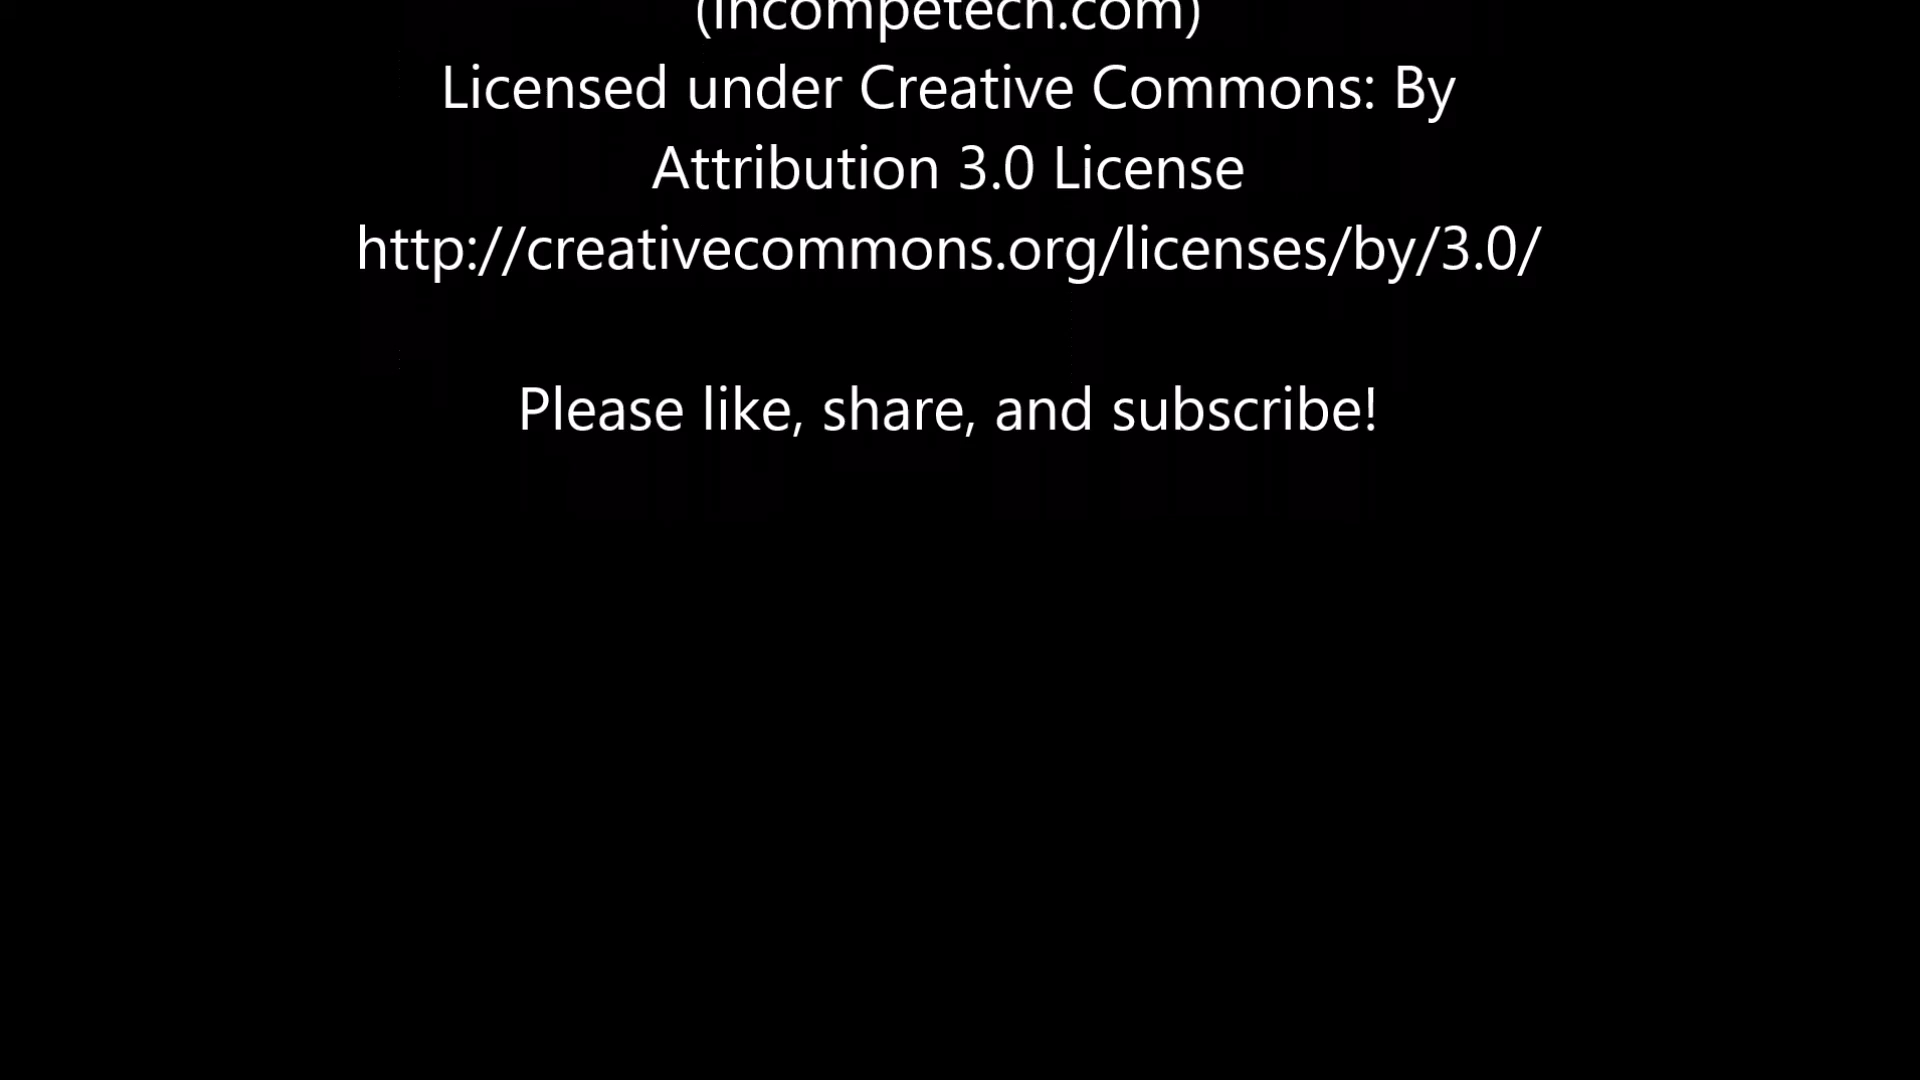 (incompetech.com)
Licensed under Creative Commons: By
Attribution 3.0 License
http://creativecommons.org/licenses/by/3.0/
Please like, share, and subscribe!